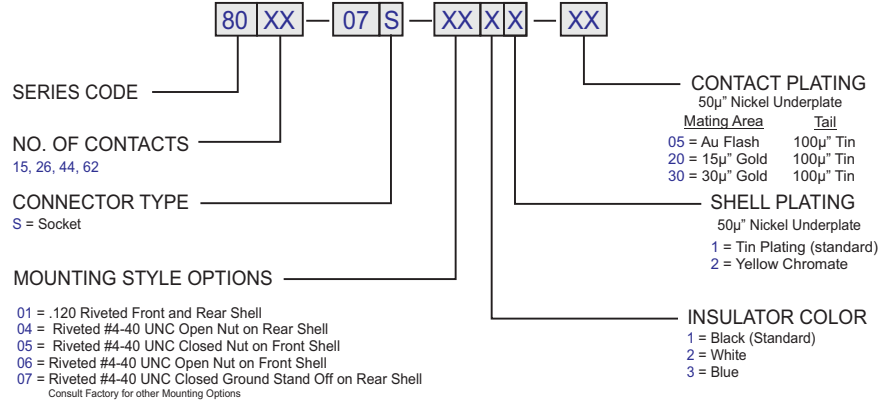 80 XX — 07 S — XX X X — XX
SERIES CODE
NO. OF CONTACTS
15, 26, 44, 62
CONNECTOR TYPE
S = Socket
MOUNTING STYLE OPTIONS
01 = .120 Riveted Front and Rear Shell
04 = Riveted #4-40 UNC Open Nut on Rear Shell
05 = Riveted #4-40 UNC Closed Nut on Front Shell
06 = Riveted #4-40 UNC Open Nut on Front Shell
07 = Riveted #4-40 UNC Closed Ground Stand Off on Rear Shell
Consult Factory for other Mounting Options
CONTACT PLATING
50µ” Nickel Underplate
Mating Area Tail
05 = Au Flash 100µ” Tin
20 = 15µ” Gold 100µ” Tin
30 = 30µ” Gold 100µ” Tin
SHELL PLATING
50µ” Nickel Underplate
1 = Tin Plating (standard)
2 = Yellow Chromate
INSULATOR COLOR
1 = Black (Standard)
2 = White
3 = Blue